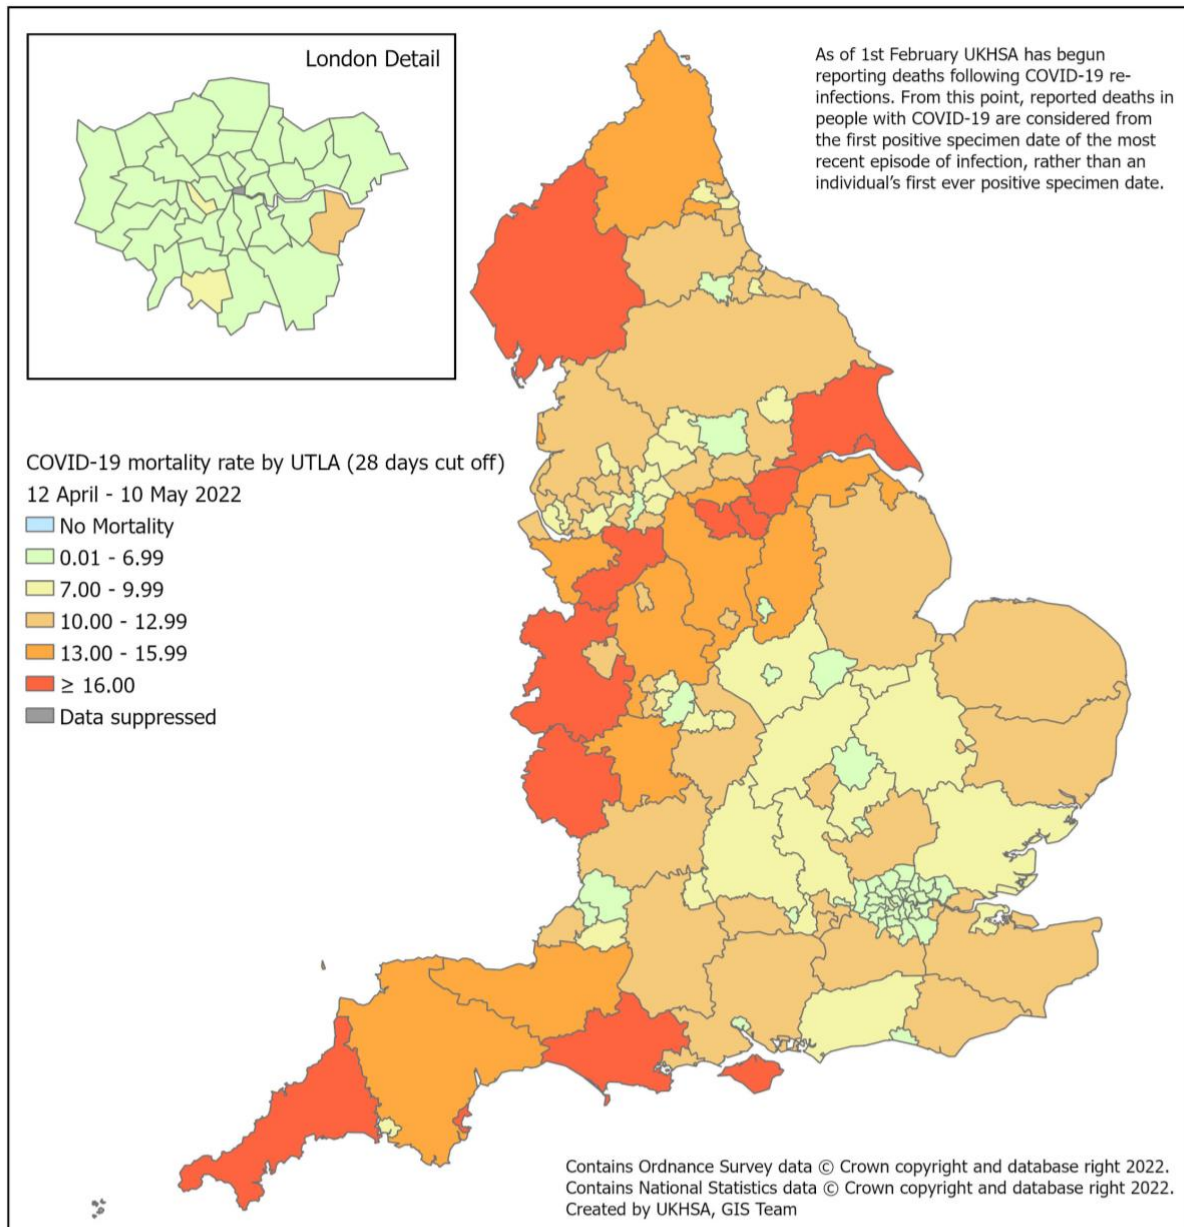 London Detail
As of 1st February UKHSA has begun
reporting deaths following COVID-19 re-
infections. From this point, reported deaths in
people with COVID-19 are considered from
the first positive specimen date of the most
recent episode of infection, rather than an
individual's first ever positive specimen date.
COVID-19 mortality rate by UTLA (28 days cut off)
12 April - 10 May 2022
No Mortality
0.01 - 6.99
7.00 - 9.99
10.00 - 12.99
13.00 - 15.99
≥ 16.00
Data suppressed
Contains Ordnance Survey data © Crown copyright and database right 2022.
Contains National Statistics data © Crown copyright and database right 2022.
Created by UKHSA, GIS Team